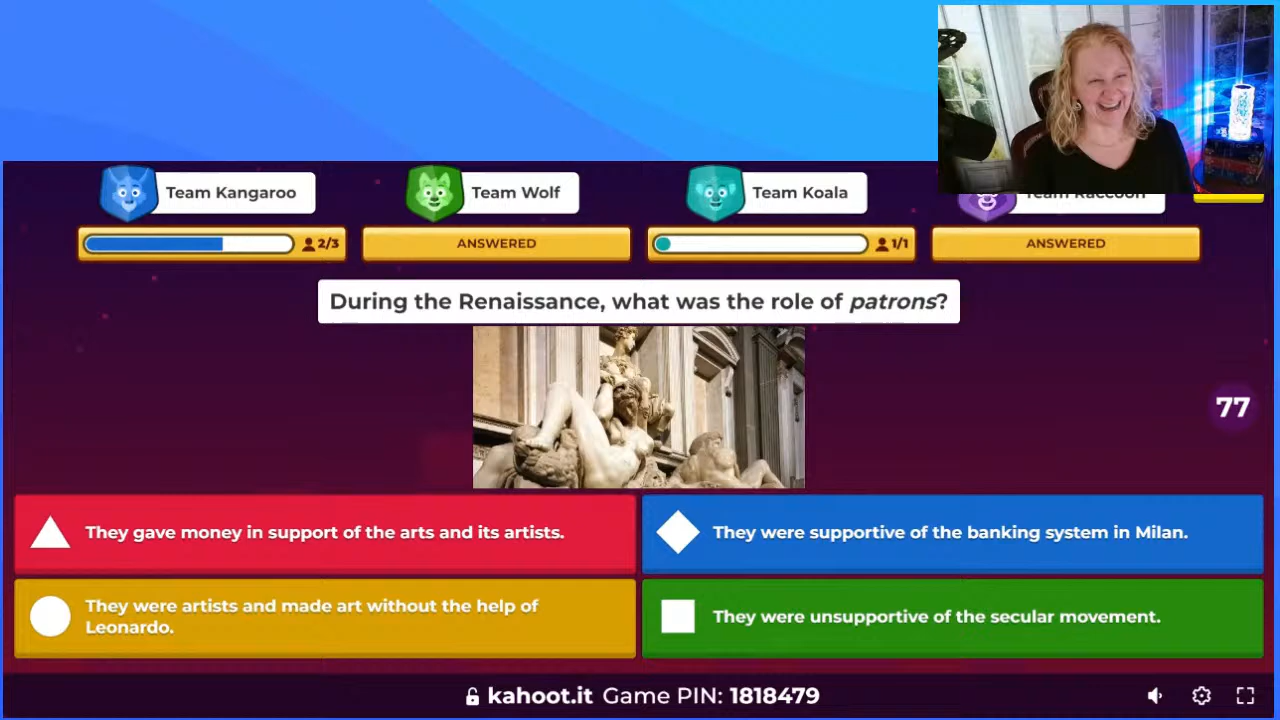 Team Kangaroo
Team Wolf
Team Koala
Team Raccoon
2/3
ANSWERED
1/1
ANSWERED
During the Renaissance, what was the role of patrons?
77
They gave money in support of the arts and its artists.
They were supportive of the banking system in Milan.
They were artists and made art without the help of
Leonardo.
They were unsupportive of the secular movement.
kahoot.it Game PIN: 1818479